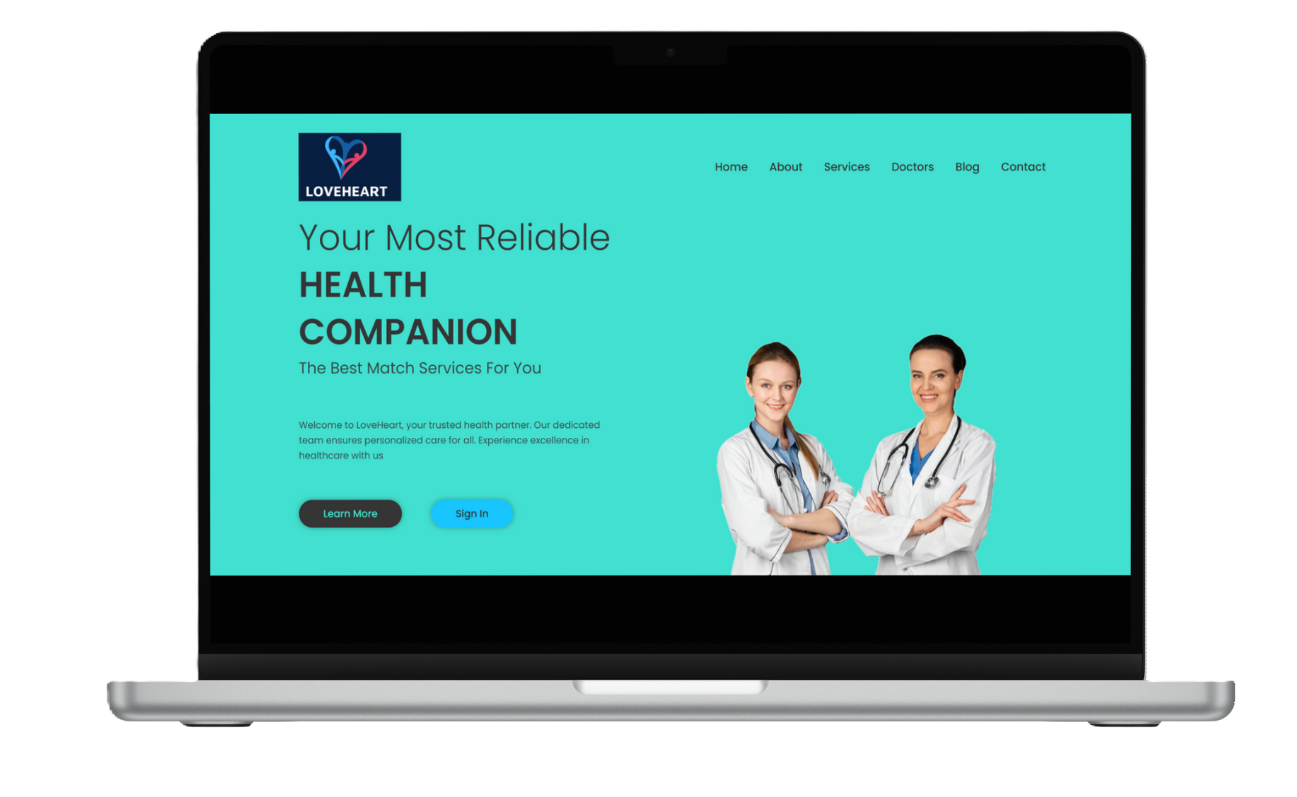 LOVEHEART
Home About Services Doctors Blog Contact
Your Most Reliable
HEALTH
COMPANION
The Best Match Services For You
Welcome to LoveHeart, your trusted health partner. Our dedicated
team ensures personalized care for all. Experience excellence in
healthcare with us
Learn More Sign In